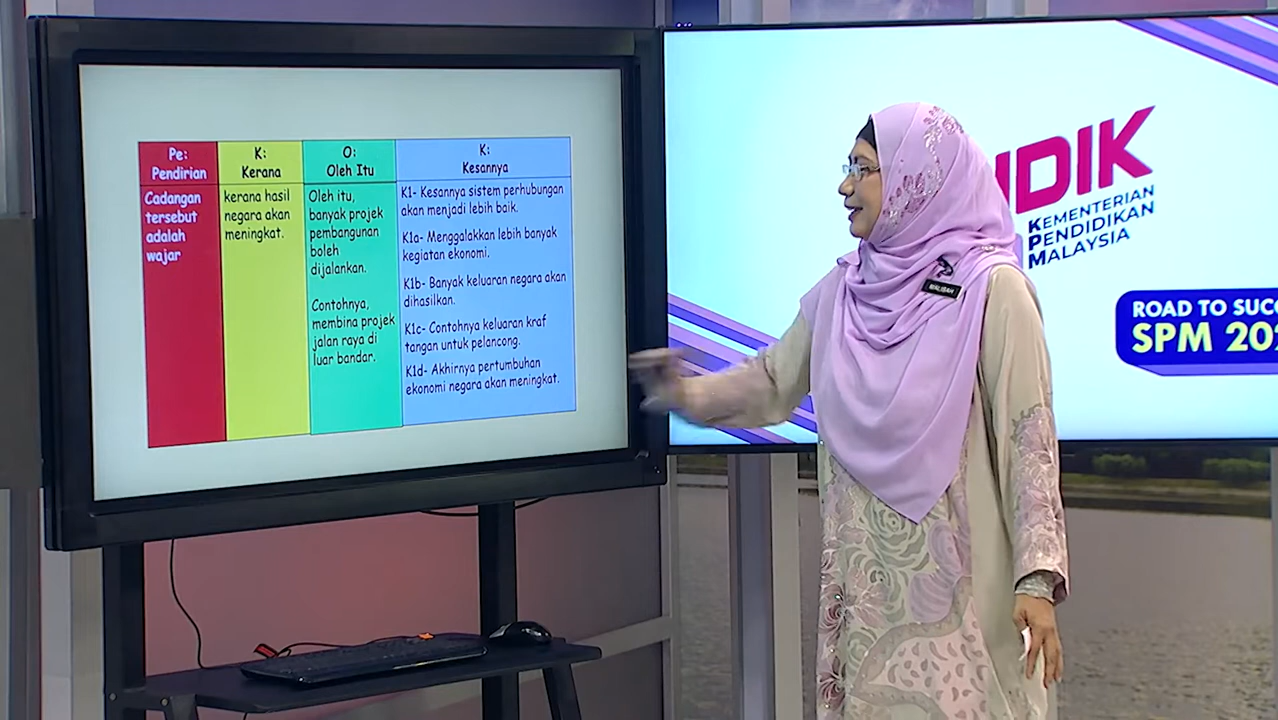 Pe:
Pendirian
K:
Kerana
O:
Oleh Itu
K:
Kesannya
Cadangan
tersebut
adalah
wajar
kerana hasil
negara akan
meningkat.
Oleh itu,
banyak projek
pembangunan
boleh
dijalankan.
Contohnya,
membina projek
jalan raya di
luar bandar.
K1- Kesannya sistem perhubungan
akan menjadi lebih baik.
K1a- Menggalakkan lebih banyak
kegiatan ekonomi.
K1b- Banyak keluaran negara akan
dihasilkan.
K1c- Contohnya keluaran kraf
tangan untuk pelancong.
K1d- Akhirnya pertumbuhan
ekonomi negara akan meningkat.
IDIK
KEMENTERIAN
PENDIDIKAN
MALAYSIA
ROAD TO
SPM